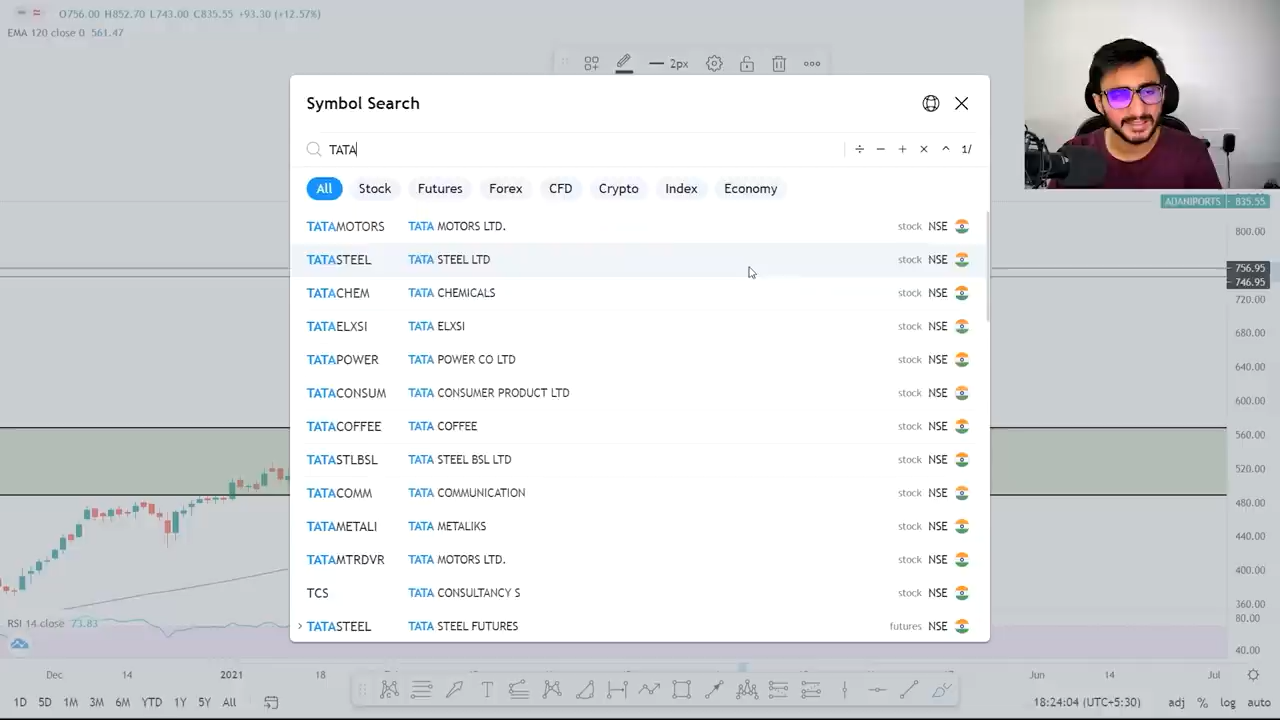 O756.00 H852.70 L743.00 C835.55 +93.30 (+12.57%)
EMA 120 close 0 561.47
2px
Symbol Search
TATA
÷ − + × ^ 1/
All Stock Futures Forex CFD Crypto Index Economy
TATAMOTORS TATA MOTORS LTD. stock NSE
TATASTEEL TATA STEEL LTD stock NSE
TATACHEM TATA CHEMICALS stock NSE
TATAELXSI TATA ELXSI stock NSE
TATAPOWER TATA POWER CO LTD stock NSE
TATACONSUM TATA CONSUMER PRODUCT LTD stock NSE
TATACOFFEE TATA COFFEE stock NSE
TATASTLBSL TATA STEEL BSL LTD stock NSE
TATACOMM TATA COMMUNICATION stock NSE
TATAMETALI TATA METALIKS stock NSE
TATAMTRDVR TATA MOTORS LTD. stock NSE
TCS TATA CONSULTANCY S stock NSE
TATASTEEL TATA STEEL FUTURES futures NSE
ADANIPORTS 835.55
800.00
756.95
746.95
720.00
680.00
640.00
600.00
560.00
520.00
480.00
440.00
400.00
360.00
RSI 14 close 73.83
80.00
40.00
Dec 14 2021 18 Jun 14 Jul
1D 5D 1M 3M 6M YTD 1Y 5Y All
18:24:04 (UTC+5:30) adj % log auto